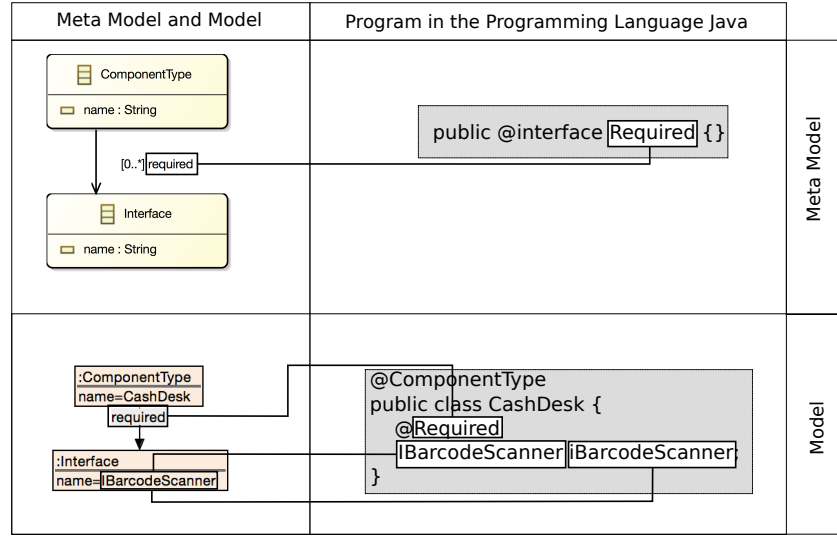 Meta Model and Model
Program in the Programming Language Java
ComponentType
name : String
[0..*] required
Interface
name : String
public @interface Required {}
Meta Model
:ComponentType
name=CashDesk
required
:Interface
name=IBarcodeScanner
@ComponentType
public class CashDesk {
@Required
IBarcodeScanner iBarcodeScanner;
}
Model